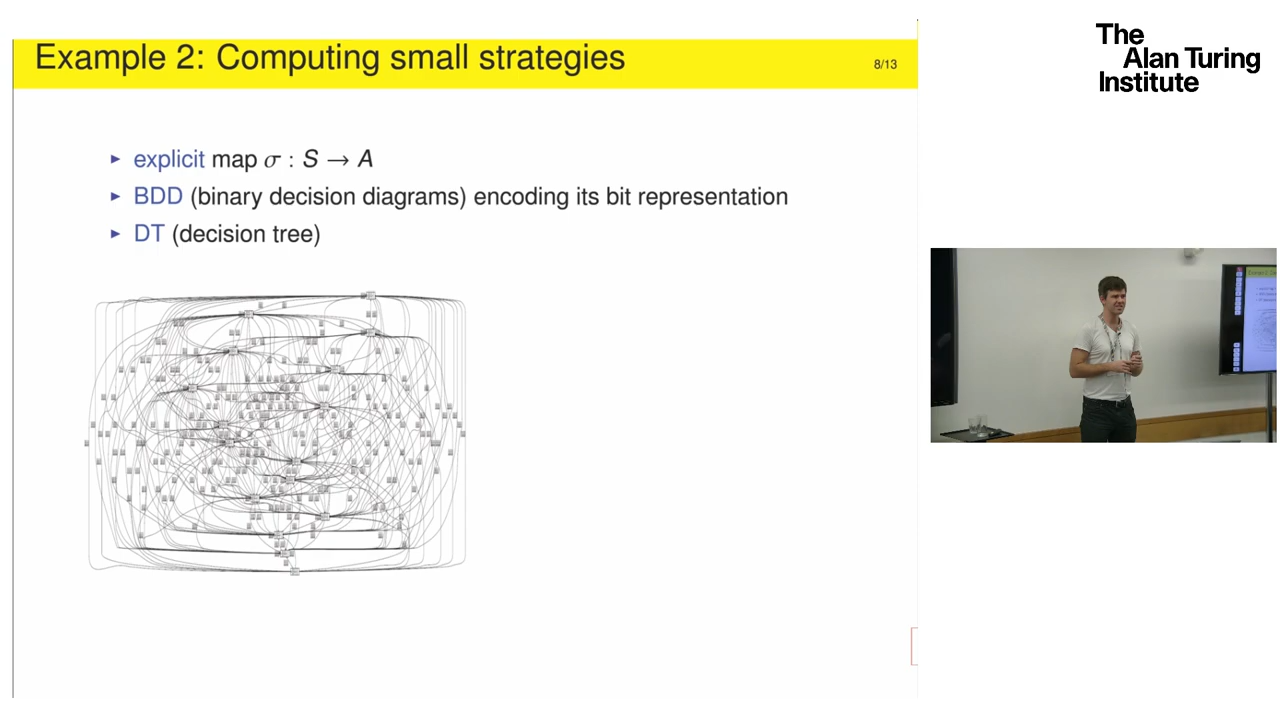 Example 2: Computing small strategies
8/13
▸ explicit map σ : S → A
▸ BDD (binary decision diagrams) encoding its bit representation
▸ DT (decision tree)
The
Alan Turing
Institute